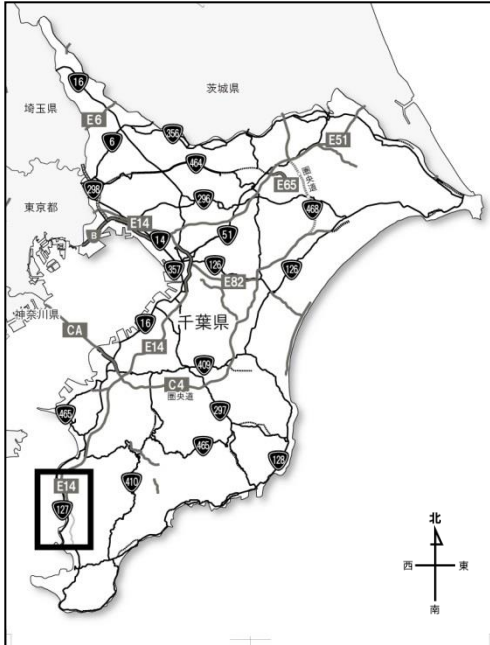 16
茨城県
埼玉県
E6
6
356
E51
464
圏央道
E65
298
296
東京都
468
E14
B
14
51
357
126
126
E82
神奈川県
16
千葉県
CA
E14
409
C4
圏央道
465
297
465
128
E14
410
127
北
西
東
南